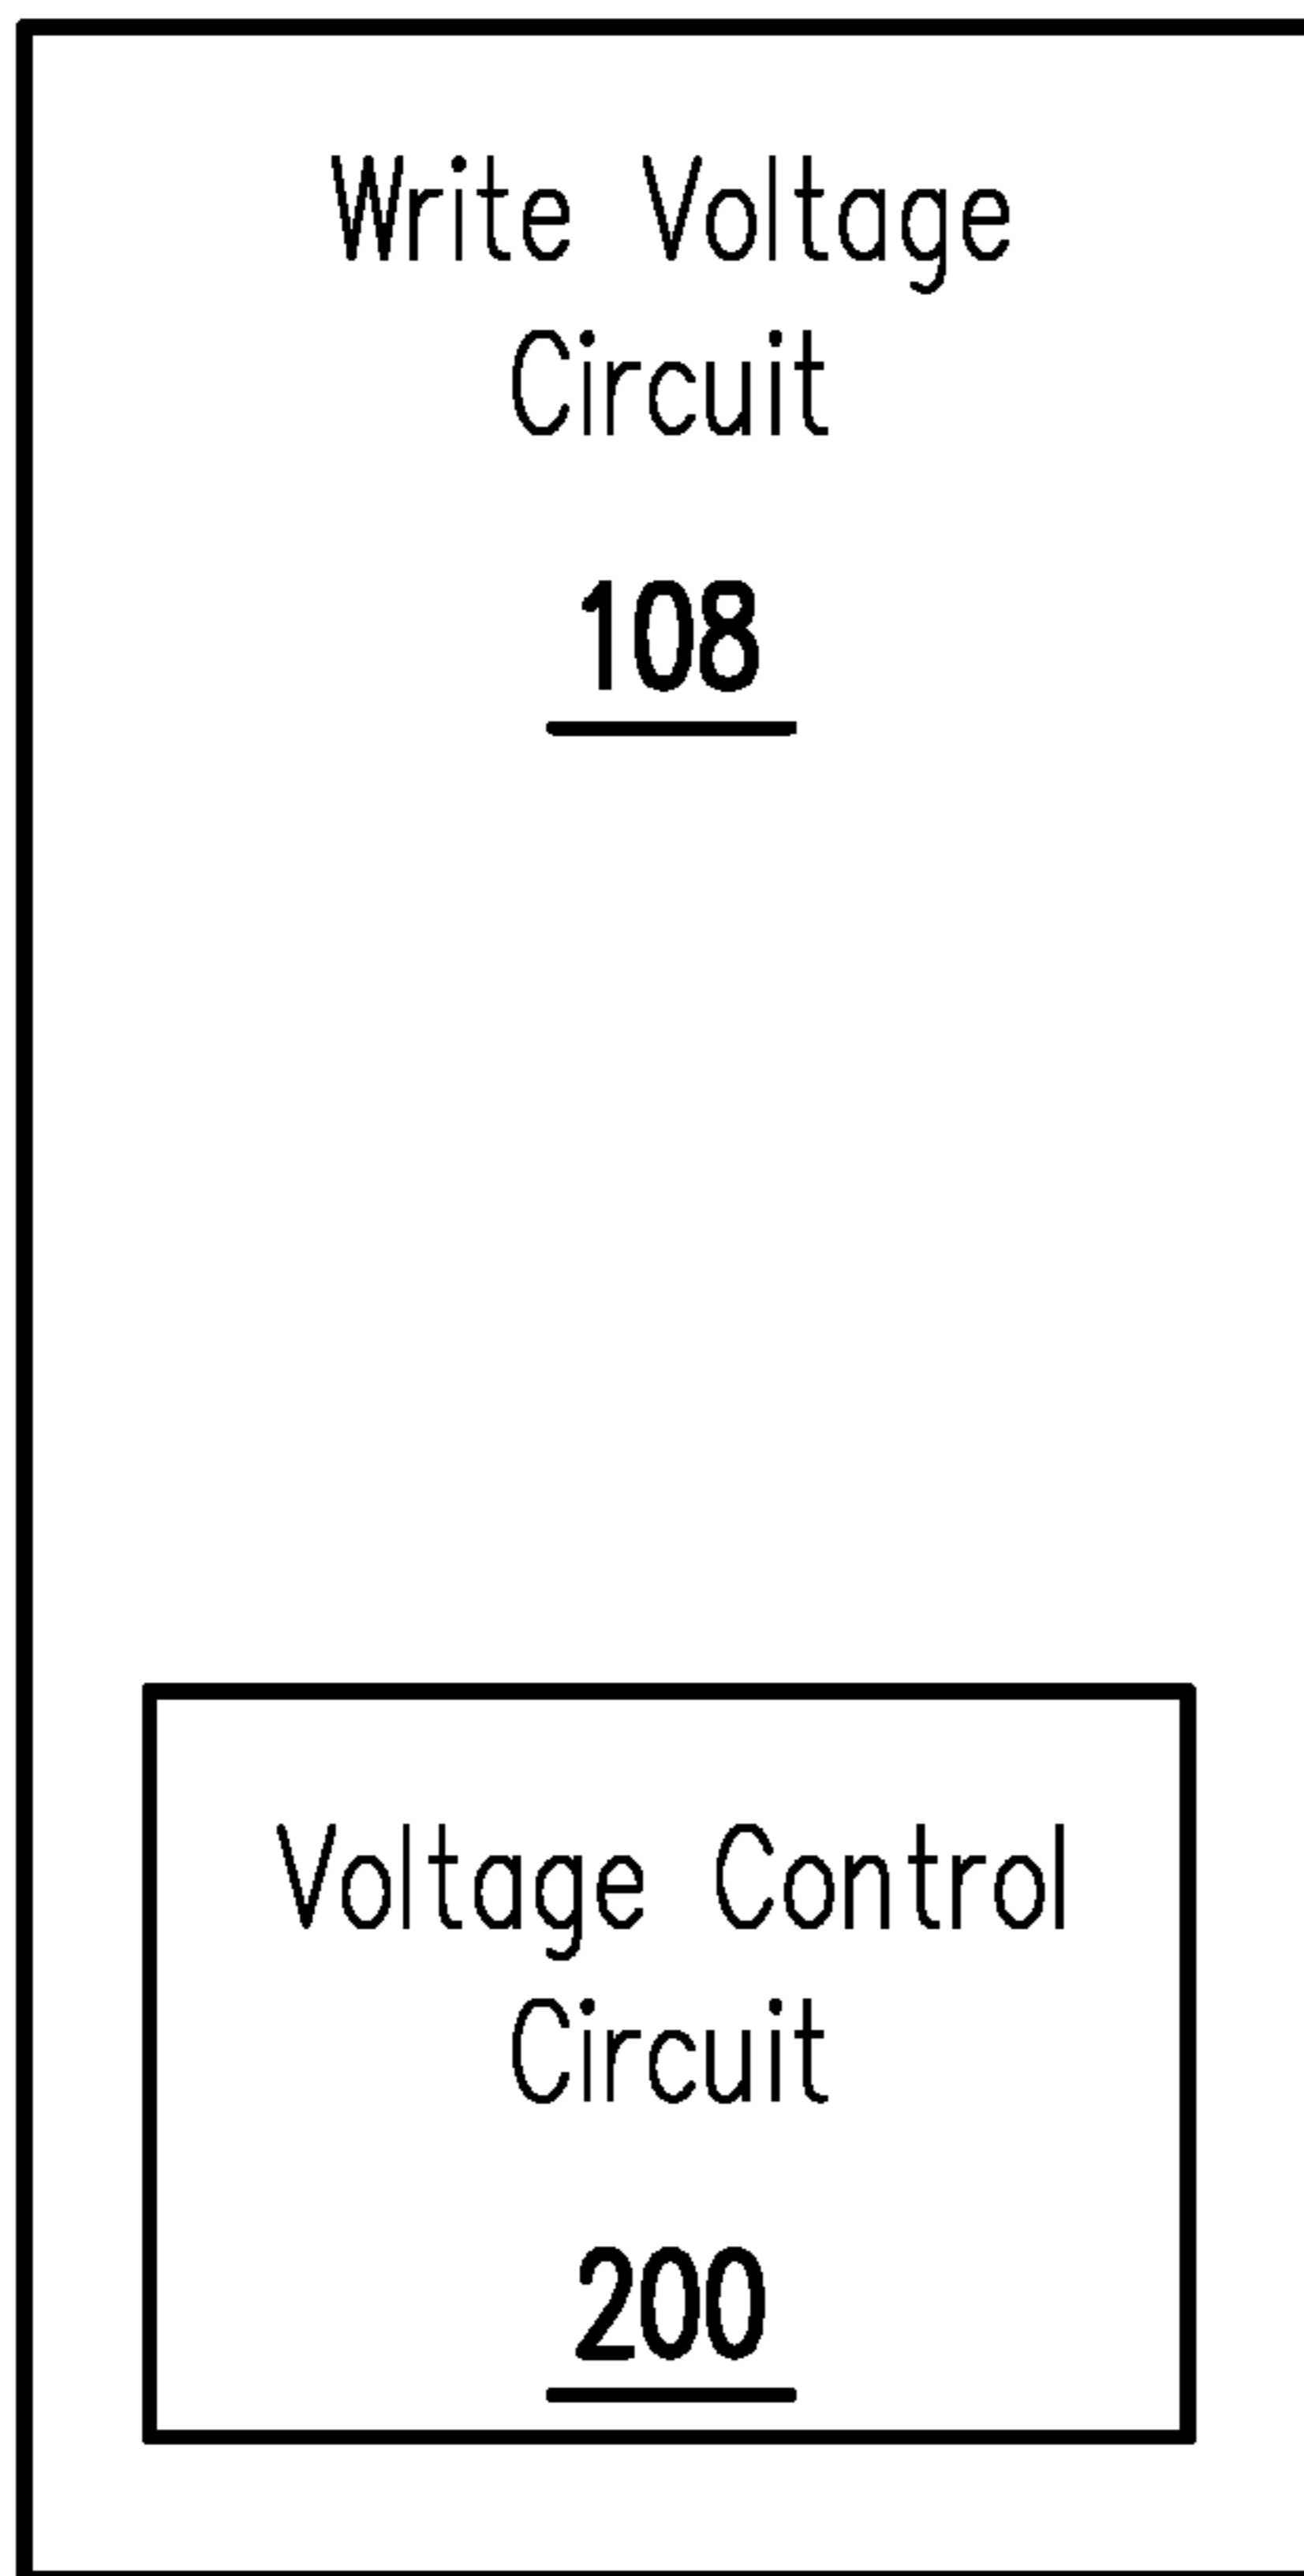 Write Voltage
Circuit
108
Voltage Control
Circuit
200